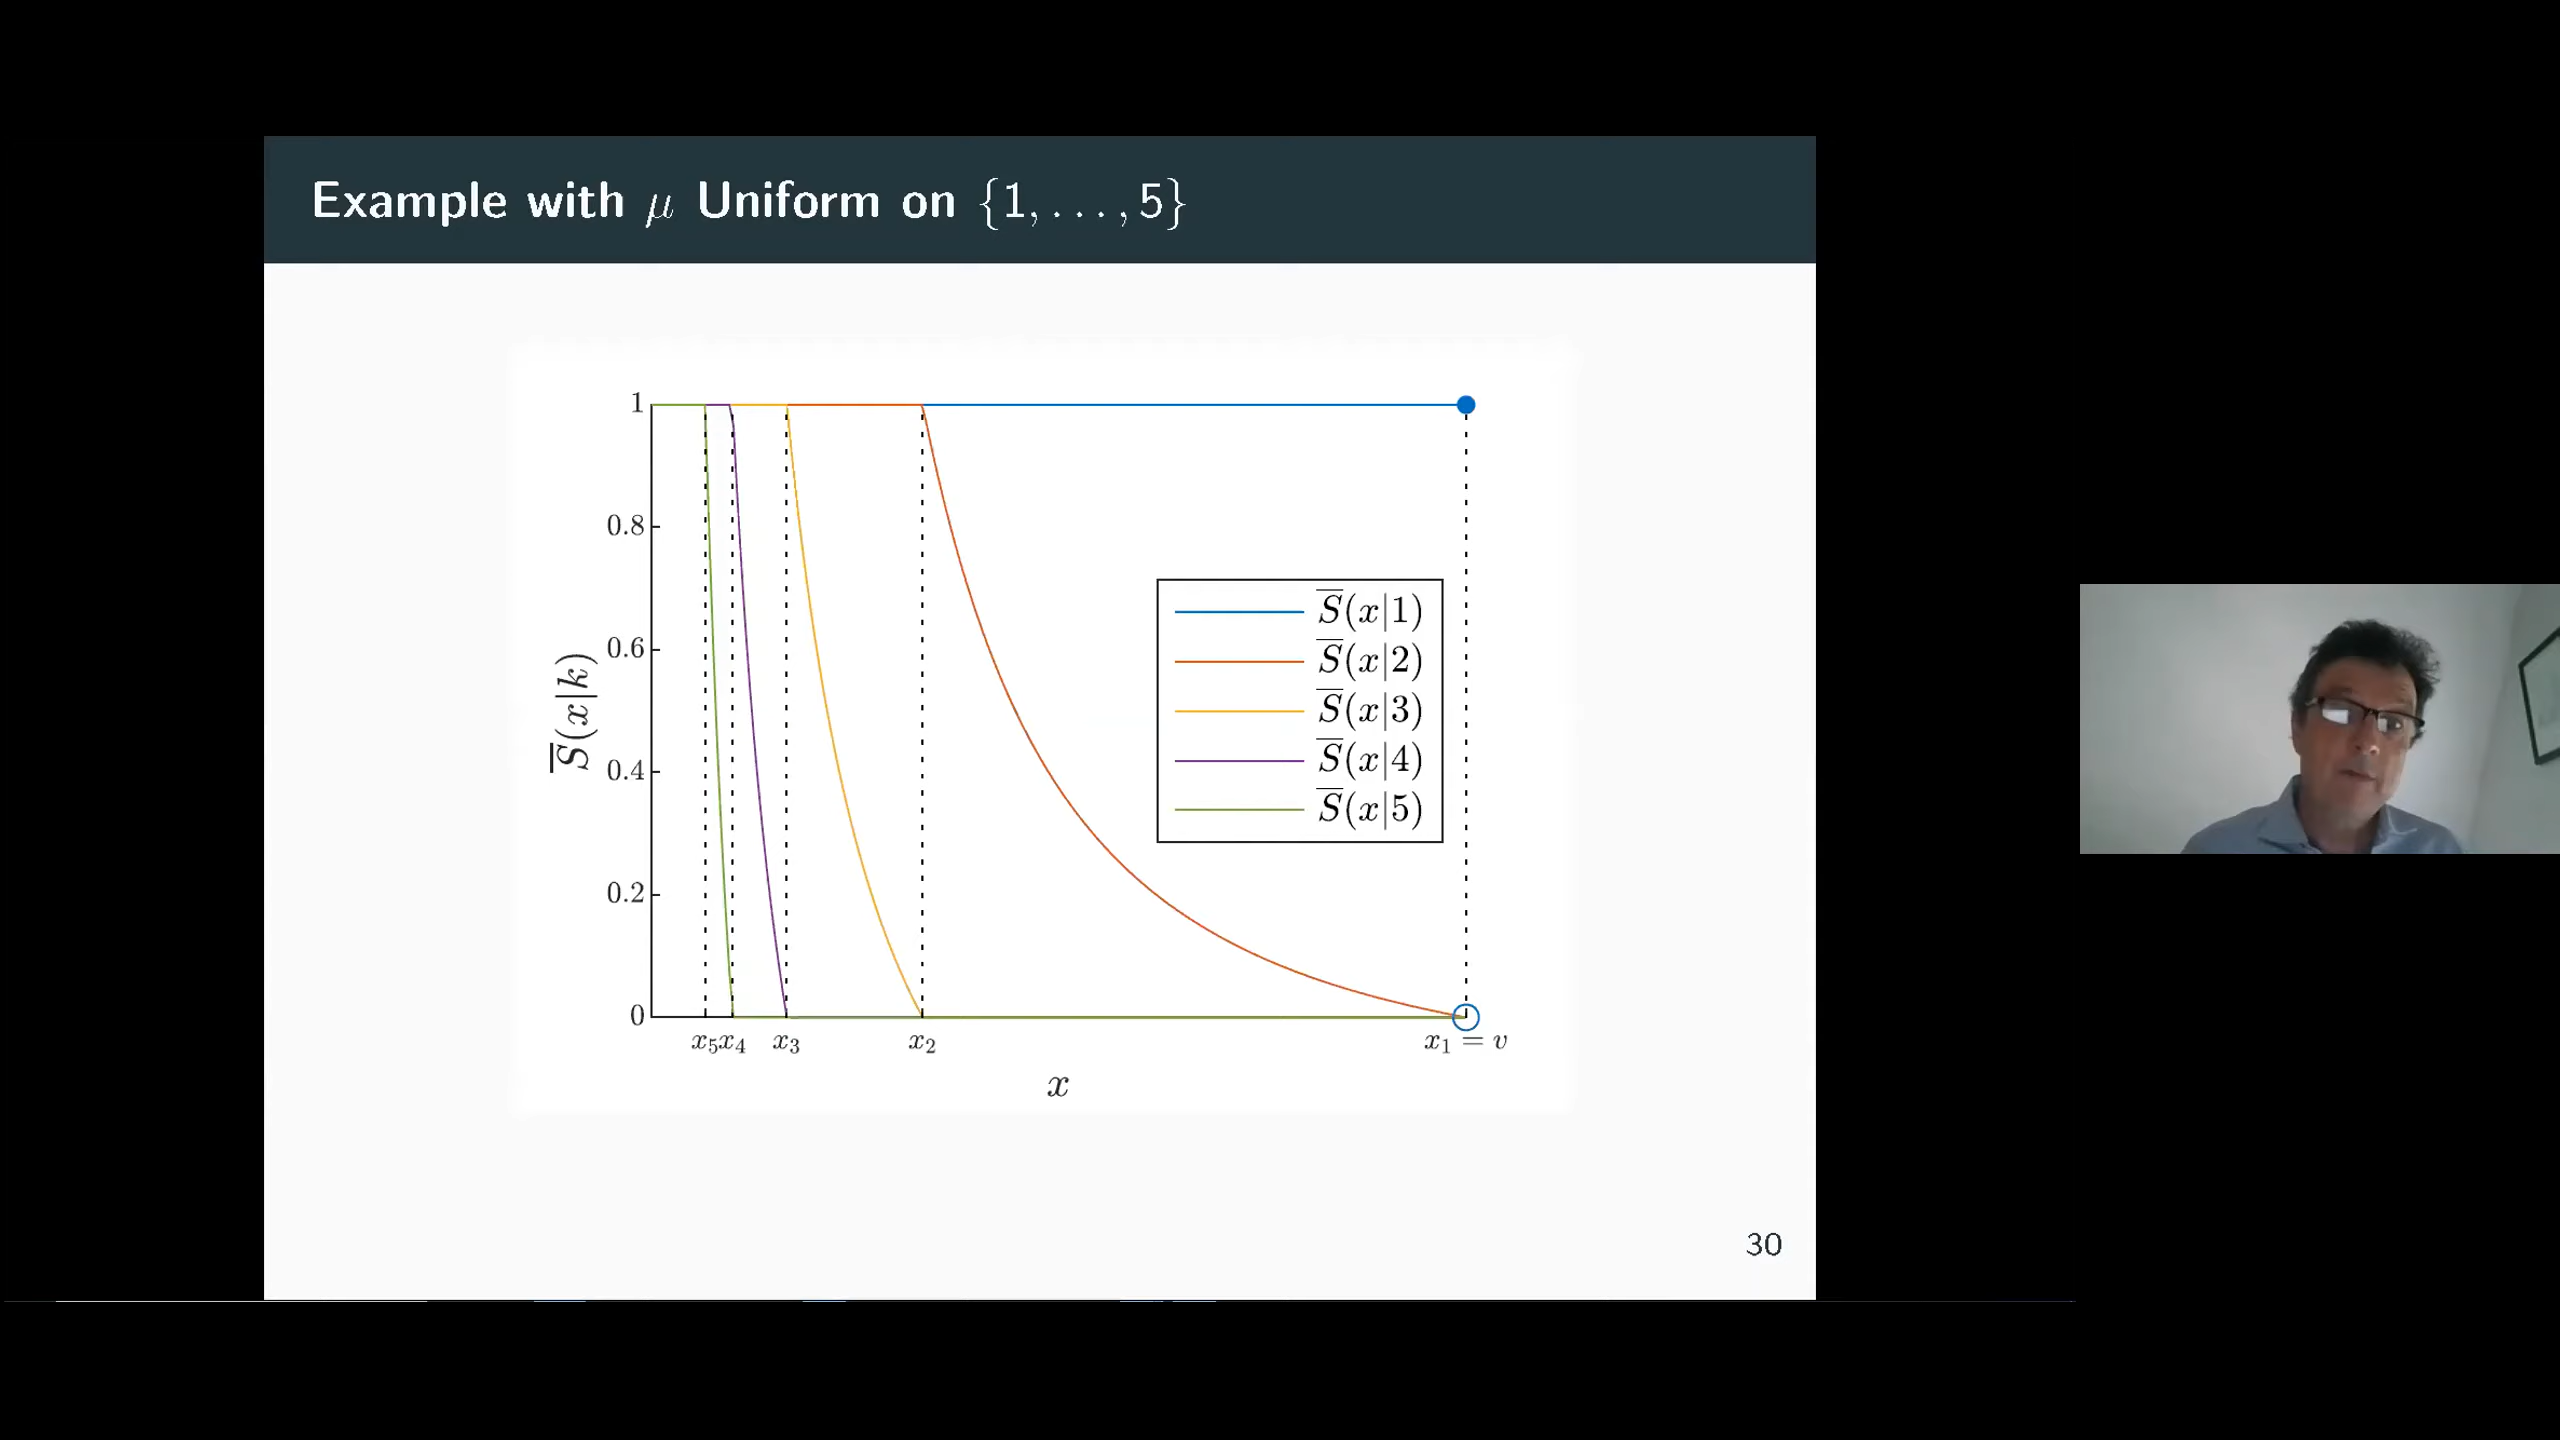 Example with μ Uniform on {1, . . . , 5}
1
0.8
0.6
0.4
0.2
0
S̅(x|k)
S̅(x|1)
S̅(x|2)
S̅(x|3)
S̅(x|4)
S̅(x|5)
x₅x₄ x₃ x₂ x₁ = v
x
30